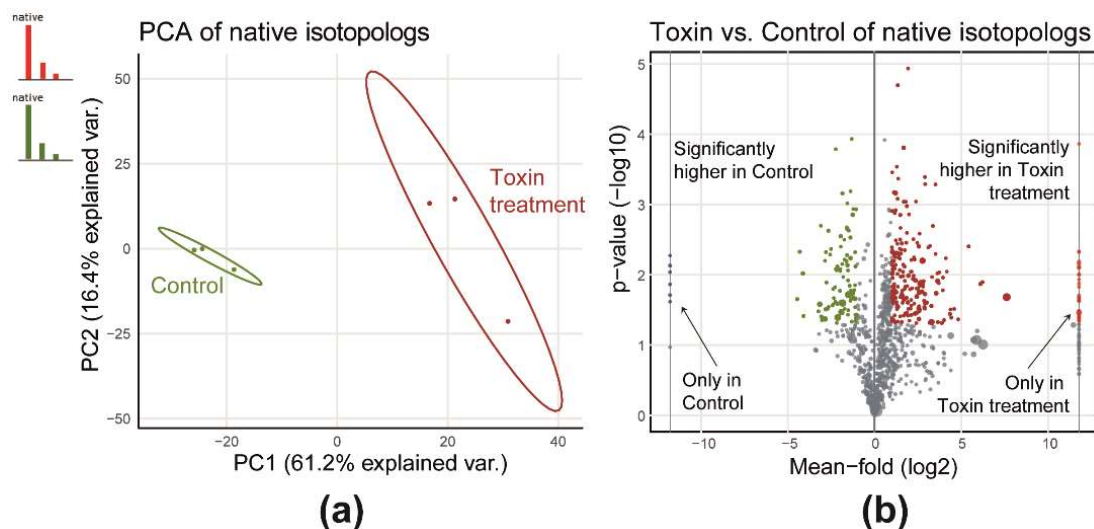 native
native
PCA of native isotopologs
PC2 (16.4% explained var.)
50
25
0
−25
−50
−20
0
20
40
PC1 (61.2% explained var.)
Toxin
treatment
Control
(a)
Toxin vs. Control of native isotopologs
p−value (−log10)
5
4
3
2
1
0
−10
−5
0
5
10
Mean−fold (log2)
Significantly
higher in Control
Significantly
higher in Toxin
treatment
Only in
Control
Only in
Toxin treatment
(b)